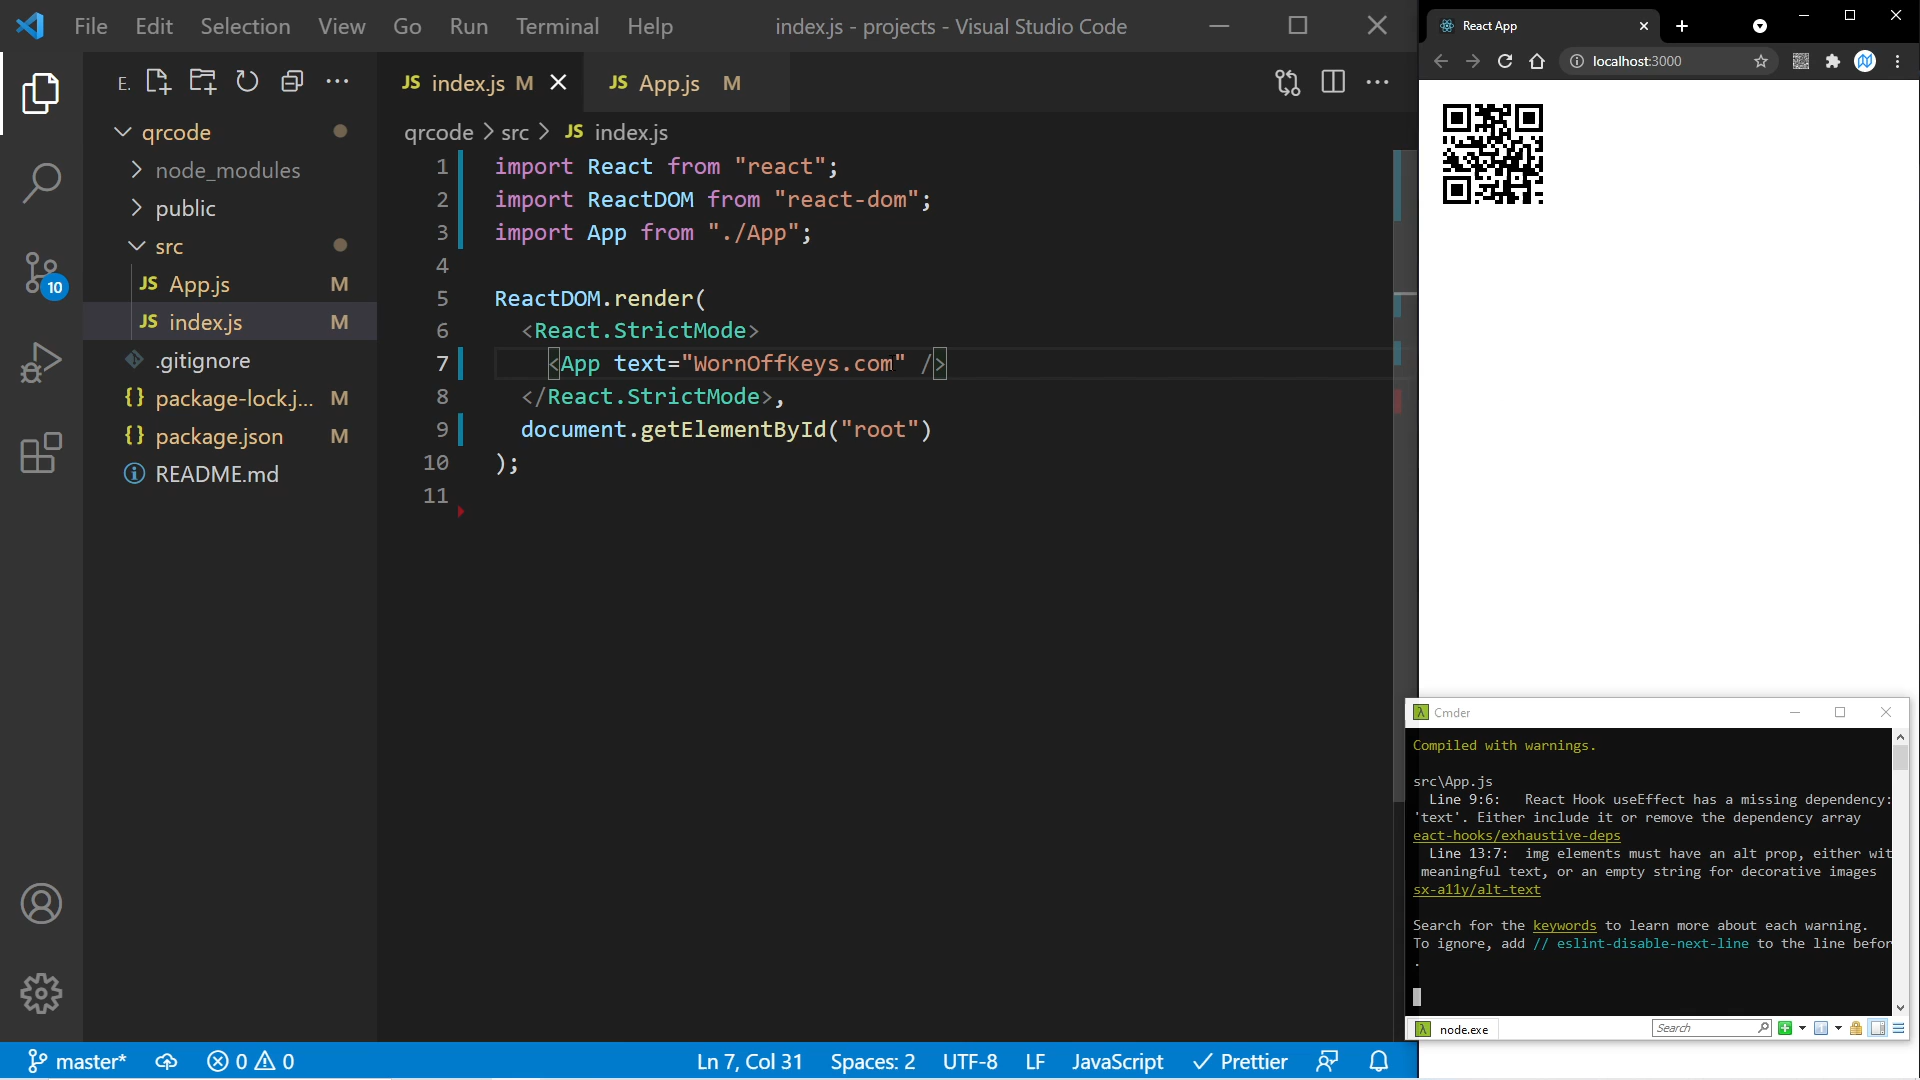 File Edit Selection View Go Run Terminal Help
index.js - projects - Visual Studio Code
E.
qrcode
node_modules
public
src
JS App.js M
JS index.js M
.gitignore
{} package-lock.j... M
{} package.json M
README.md
10
JS index.js M
JS App.js M
qrcode > src > JS index.js
1 import React from "react";
2 import ReactDOM from "react-dom";
3 import App from "./App";
4
5 ReactDOM.render(
6 <React.StrictMode>
7 <App text="WornOffKeys.com" />
8 </React.StrictMode>,
9 document.getElementById("root")
10 );
11
master*
0 0
Ln 7, Col 31
Spaces: 2
UTF-8
LF
JavaScript
Prettier
React App
localhost:3000
λ Cmder
Compiled with warnings.
src\App.js
Line 9:6: React Hook useEffect has a missing dependency:
'text'. Either include it or remove the dependency array
eact-hooks/exhaustive-deps
Line 13:7: img elements must have an alt prop, either wit
meaningful text, or an empty string for decorative images
sx-a11y/alt-text
Search for the keywords to learn more about each warning.
To ignore, add // eslint-disable-next-line to the line befor
.
λ node.exe
Search